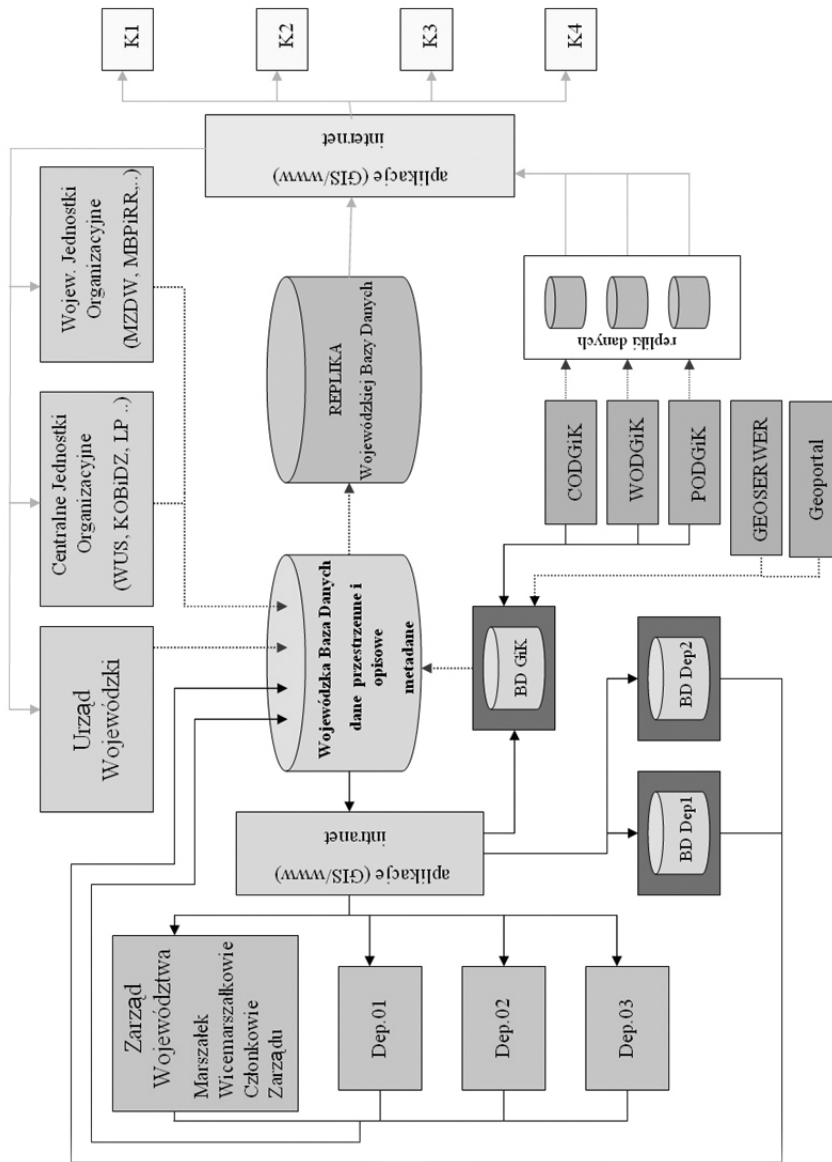 Zarząd
Województwa
Marszałek
Wicemarszałkowie
Członkowie
Zarządu
Dep.01
Dep.02
Dep.03
aplikacje (GIS/www)
intranet
Urząd
Wojewódzki
Centralne Jednostki
Organizacyjne
(WUS, KOBiDZ, LP ..)
Wojew. Jednostki
Organizacyjne
(MZDW, MBPiRR,..)
Wojewódzka Baza Danych
dane przestrzenne i
opisowe
metadane
REPLIKA
Wojewódzkiej Bazy Danych
aplikacje (GIS/www)
internet
K1
K2
K3
K4
BD GiK
BD Dep1
BD Dep2
CODGiK
WODGiK
PODGiK
GEOSERWER
Geoportal
repliki danych